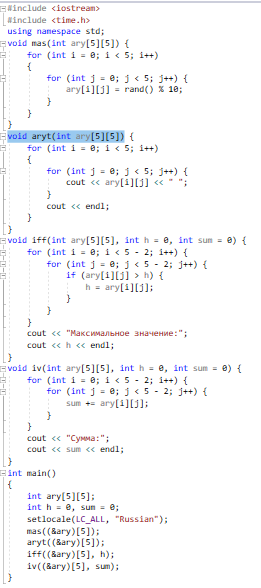 #include <iostream>
#include <time.h>
using namespace std;
void mas(int ary[5][5]) {
for (int i = 0; i < 5; i++)
{
for (int j = 0; j < 5; j++) {
ary[i][j] = rand() % 10;
}
}
}
void aryt(int ary[5][5]) {
for (int i = 0; i < 5; i++)
{
for (int j = 0; j < 5; j++) {
cout << ary[i][j] << " ";
}
cout << endl;
}
}
void iff(int ary[5][5], int h = 0, int sum = 0) {
for (int i = 0; i < 5 - 2; i++) {
for (int j = 0; j < 5 - 2; j++) {
if (ary[i][j] > h) {
h = ary[i][j];
}
}
}
cout << "Максимальное значение:";
cout << h << endl;
}
void iv(int ary[5][5], int h = 0, int sum = 0) {
for (int i = 0; i < 5 - 2; i++) {
for (int j = 0; j < 5 - 2; j++) {
sum += ary[i][j];
}
}
cout << "Сумма:";
cout << sum << endl;
}
int main()
{
int ary[5][5];
int h = 0, sum = 0;
setlocale(LC_ALL, "Russian");
mas((&ary)[5]);
aryt((&ary)[5]);
iff((&ary)[5], h);
iv((&ary)[5], sum);
}